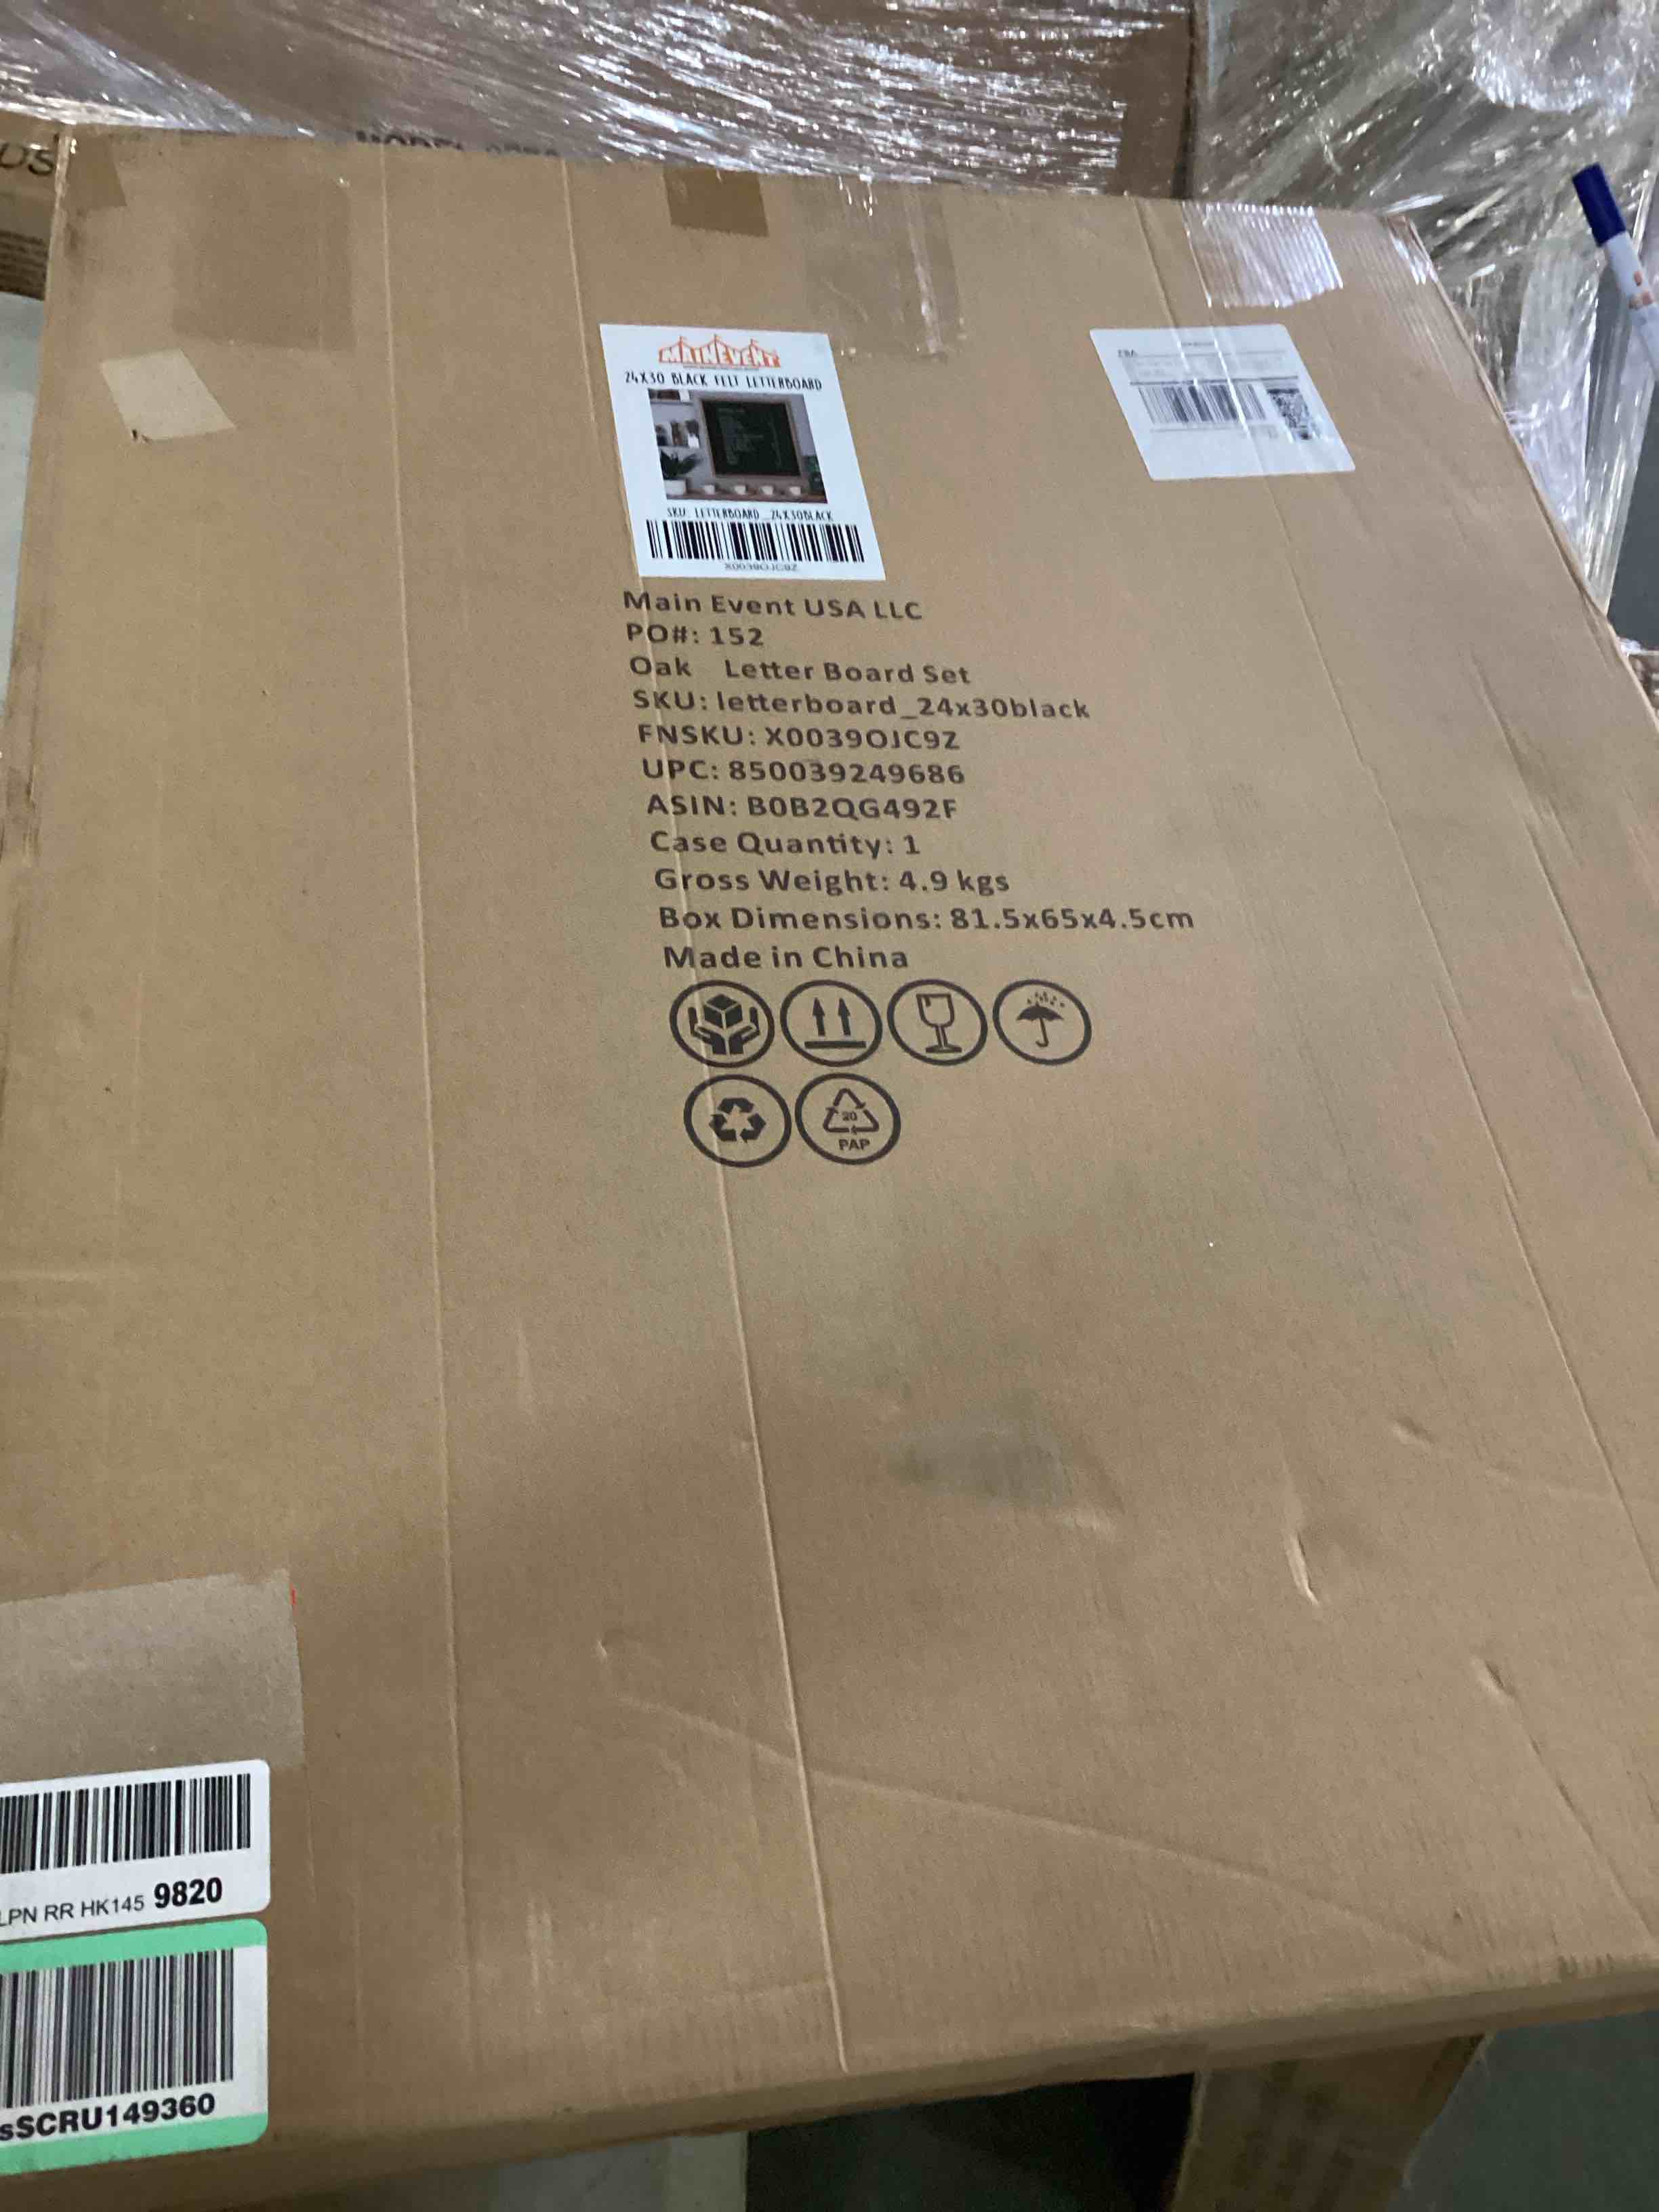 MAINEVENT
24X30 BLACK FELT LETTERBOARD
SKU: LETTERBOARD_24X30BLACK
X0039OJC9Z
Main Event USA LLC
PO#: 152
Oak Letter Board Set
SKU: letterboard_24x30black
FNSKU: X0039OJC9Z
UPC: 850039249686
ASIN: B0B2QG492F
Case Quantity: 1
Gross Weight: 4.9 kgs
Box Dimensions: 81.5x65x4.5cm
Made in China
20
PAP
LPN RR HK145 9820
sSCRU149360